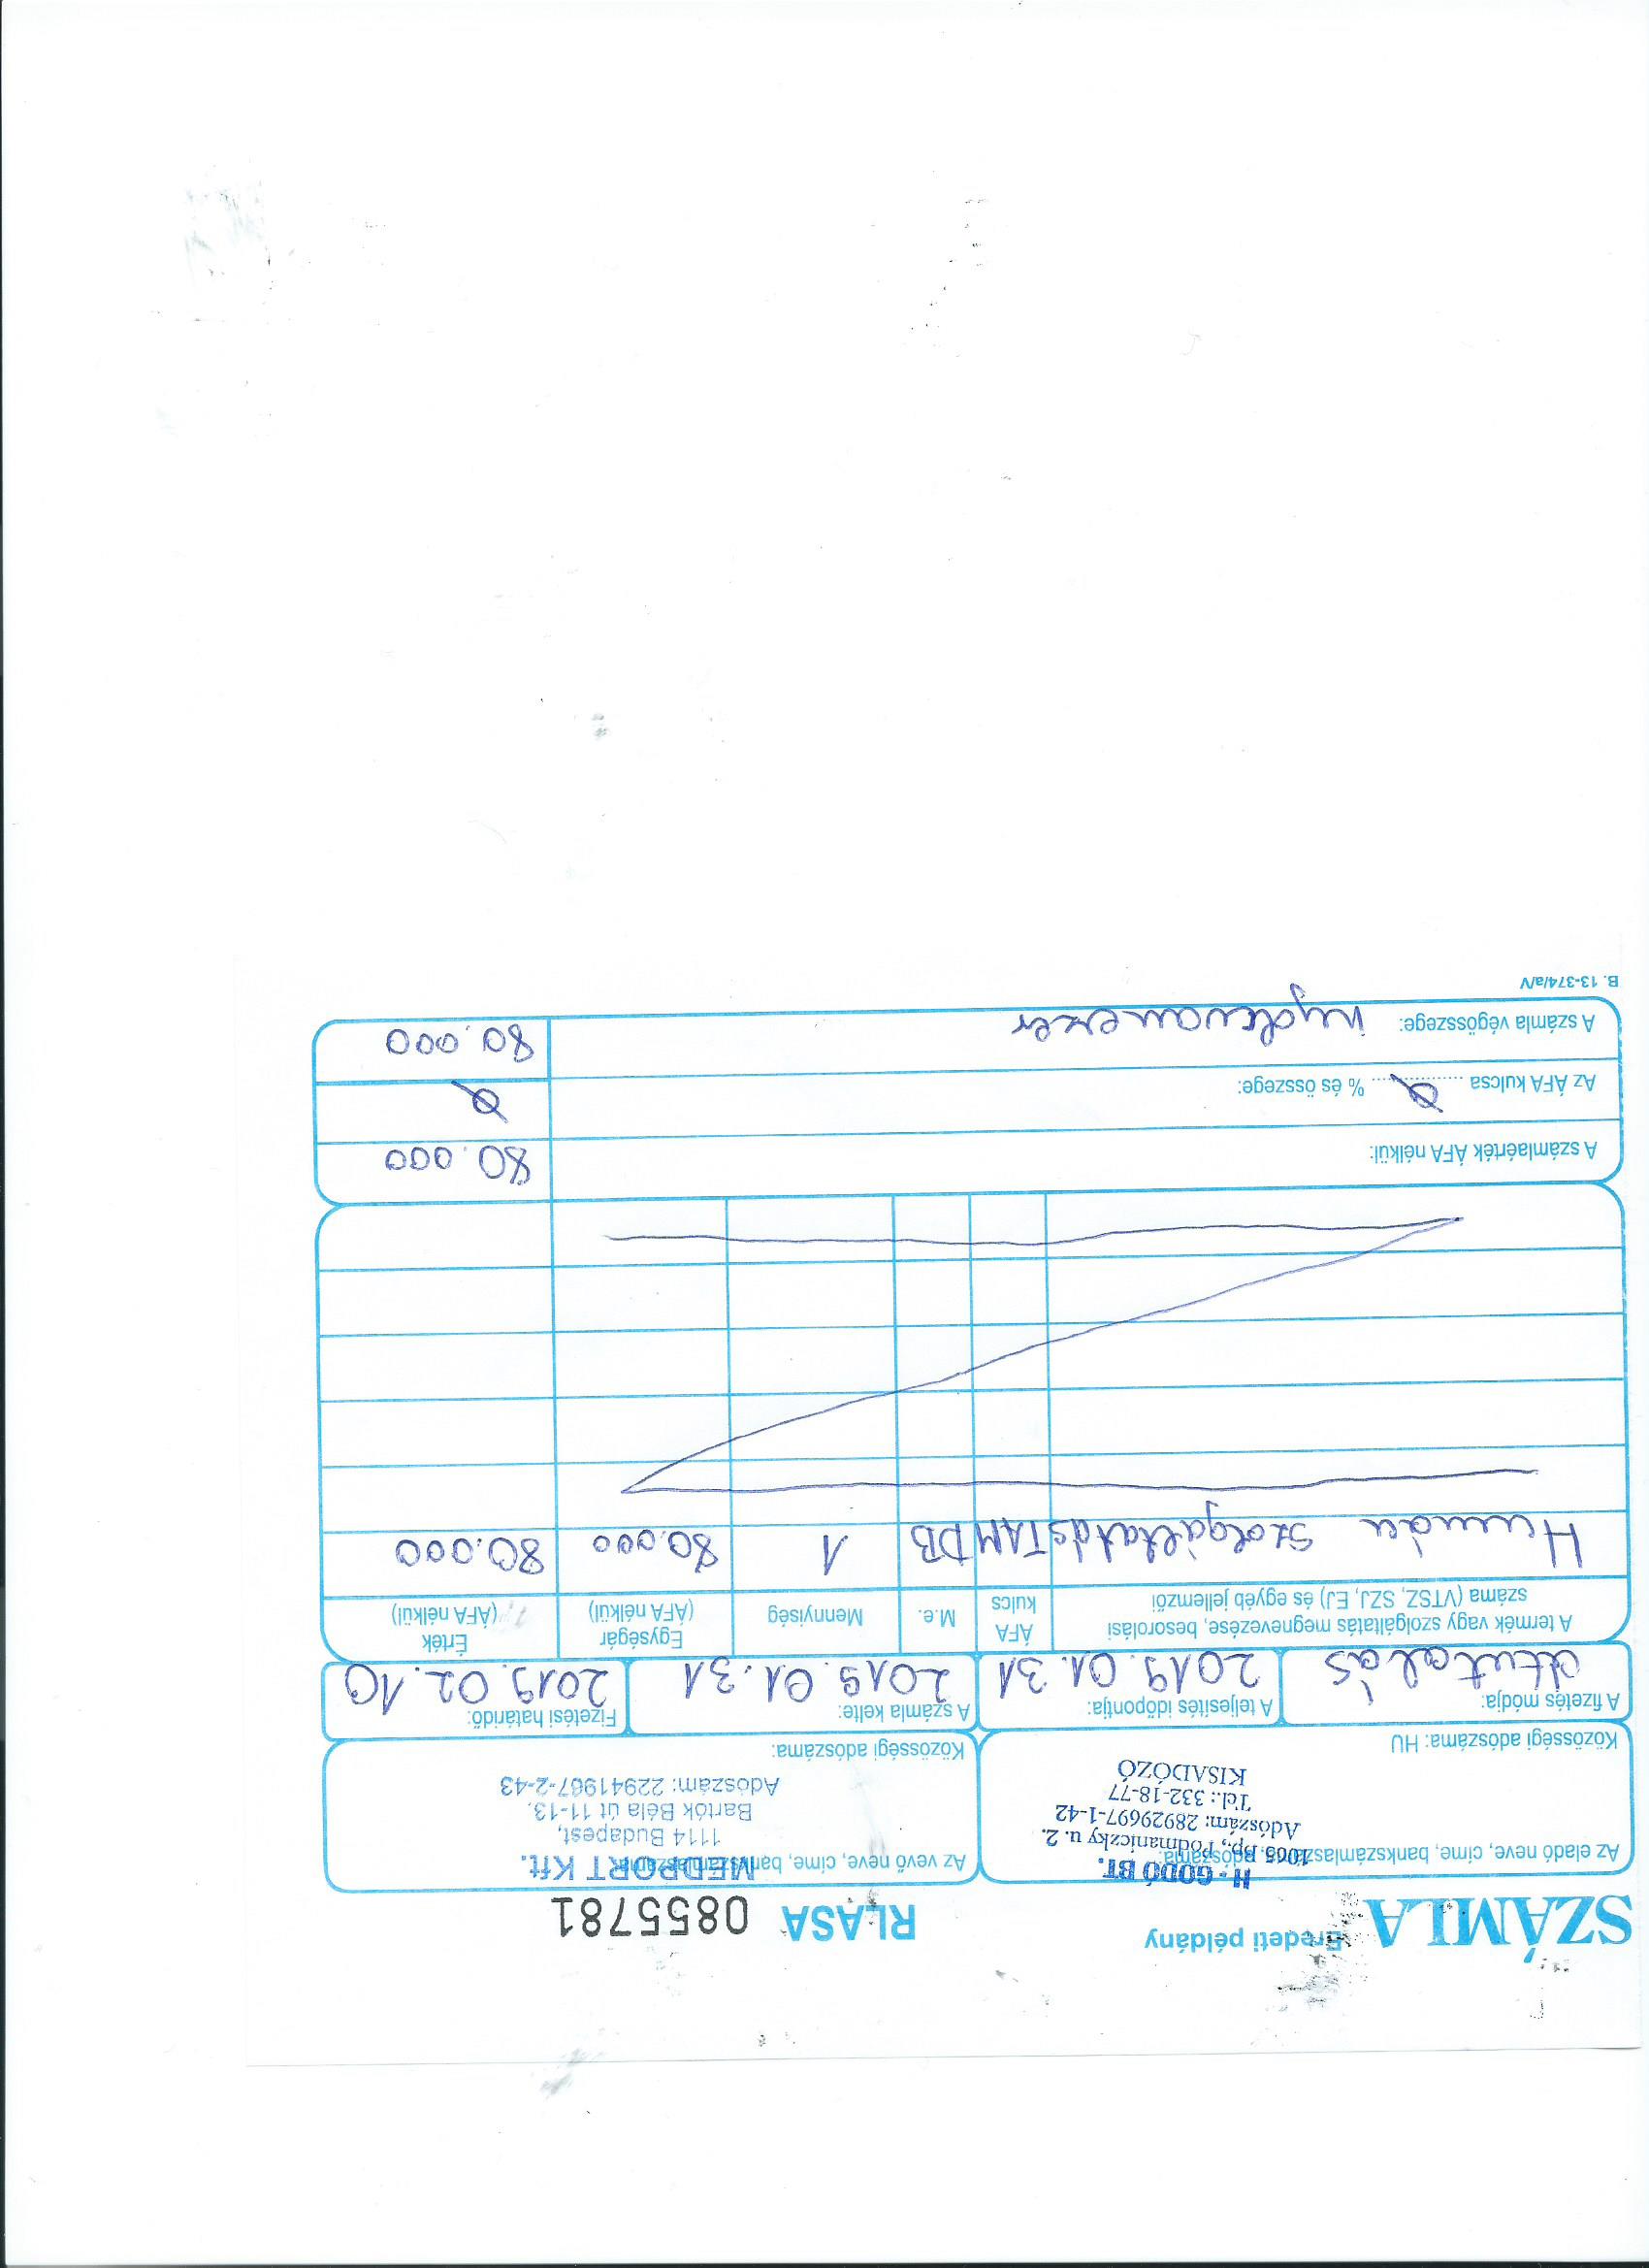 SZÁMLA Eredeti példány RLASA 0855781
Az eladó neve, címe, bankszámlaszáma, adószáma:
H - GODÓ BT.
1065 Bp., Podmaniczky u. 2.
Adószám: 28929697-1-42
Tel.: 332-18-77
KISADÓZÓ
Közösségi adószáma: HU
Az vevő neve, címe, bankszámlaszáma:
MEDPORT Kft.
1114 Budapest,
Bartók Béla út 11-13.
Adószám: 22941967-2-43
Közösségi adószáma:
A fizetés módja: A teljesítés időpontja: A számla kelte: Fizetési határidő:
átutalás 2019.01.31 2019.01.31 2019.02.10
A termék vagy szolgáltatás megnevezése, besorolási száma (VTSZ, SZJ, EJ) és egyéb jellemzői
ÁFA kulcs
M.e.
Mennyiség
Egységár (ÁFA nélkül)
Érték (ÁFA nélkül)
Humán szolgáltatás TAM DB 1 80.000 80.000
A számlaérték ÁFA nélkül: 80.000
Az ÁFA kulcsa 0 % és összege: 0
A számla végösszege: nyolcvanezer 80.000
B. 13-374/a/V